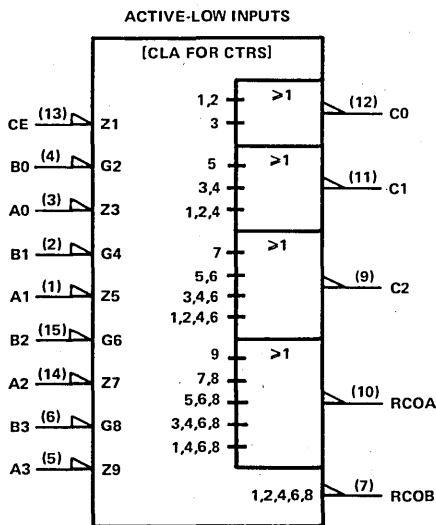 ACTIVE-LOW INPUTS
[CLA FOR CTRS]
CE (13) Z1
B0 (4) G2
A0 (3) Z3
B1 (2) G4
A1 (1) Z5
B2 (15) G6
A2 (14) Z7
B3 (6) G8
A3 (5) Z9
1,2 ⩾1 (12) C0
3
5 ⩾1 (11) C1
3,4
1,2,4
7 ⩾1 (9) C2
5,6
3,4,6
1,2,4,6
9 ⩾1 (10) RCOA
7,8
5,6,8
3,4,6,8
1,4,6,8
1,2,4,6,8 (7) RCOB